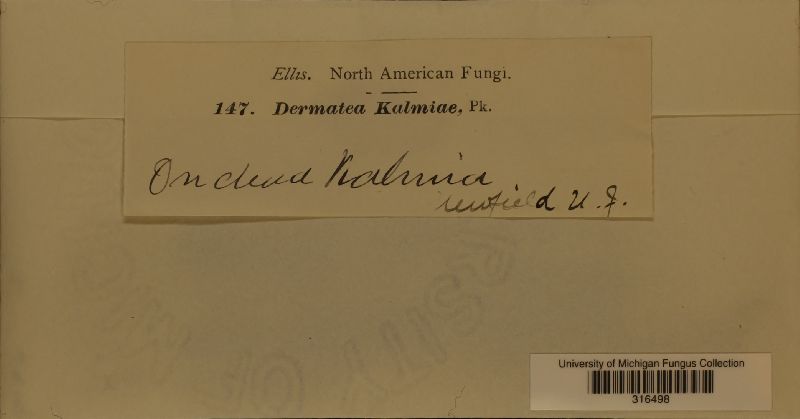 Ellis. North American Fungi.
147. Dermatea Kalmiae, Pk.
On dead Kalmia
Newfield N. J.
University of Michigan Fungus Collection
316498